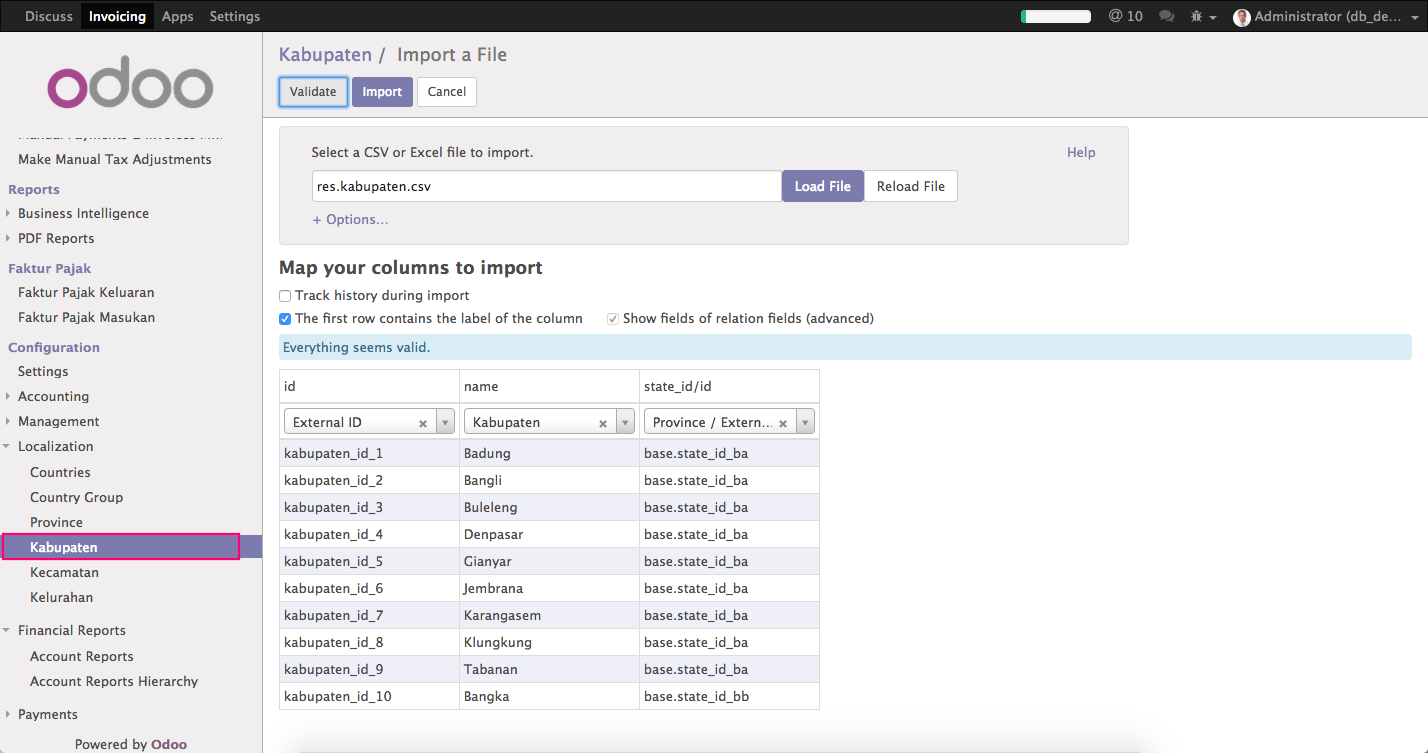 Discuss Invoicing Apps Settings @ 10 Administrator (db_de...
odoo
Make Manual Tax Adjustments
Reports
Business Intelligence
PDF Reports
Faktur Pajak
Faktur Pajak Keluaran
Faktur Pajak Masukan
Configuration
Settings
Accounting
Management
Localization
Countries
Country Group
Province
Kabupaten
Kecamatan
Kelurahan
Financial Reports
Account Reports
Account Reports Hierarchy
Payments
Powered by Odoo
Kabupaten / Import a File
Validate Import Cancel
Select a CSV or Excel file to import. Help
res.kabupaten.csv Load File Reload File
+ Options...
Map your columns to import
Track history during import
The first row contains the label of the column Show fields of relation fields (advanced)
Everything seems valid.
id name state_id/id
External ID Kabupaten Province / Extern...
kabupaten_id_1 Badung base.state_id_ba
kabupaten_id_2 Bangli base.state_id_ba
kabupaten_id_3 Buleleng base.state_id_ba
kabupaten_id_4 Denpasar base.state_id_ba
kabupaten_id_5 Gianyar base.state_id_ba
kabupaten_id_6 Jembrana base.state_id_ba
kabupaten_id_7 Karangasem base.state_id_ba
kabupaten_id_8 Klungkung base.state_id_ba
kabupaten_id_9 Tabanan base.state_id_ba
kabupaten_id_10 Bangka base.state_id_bb